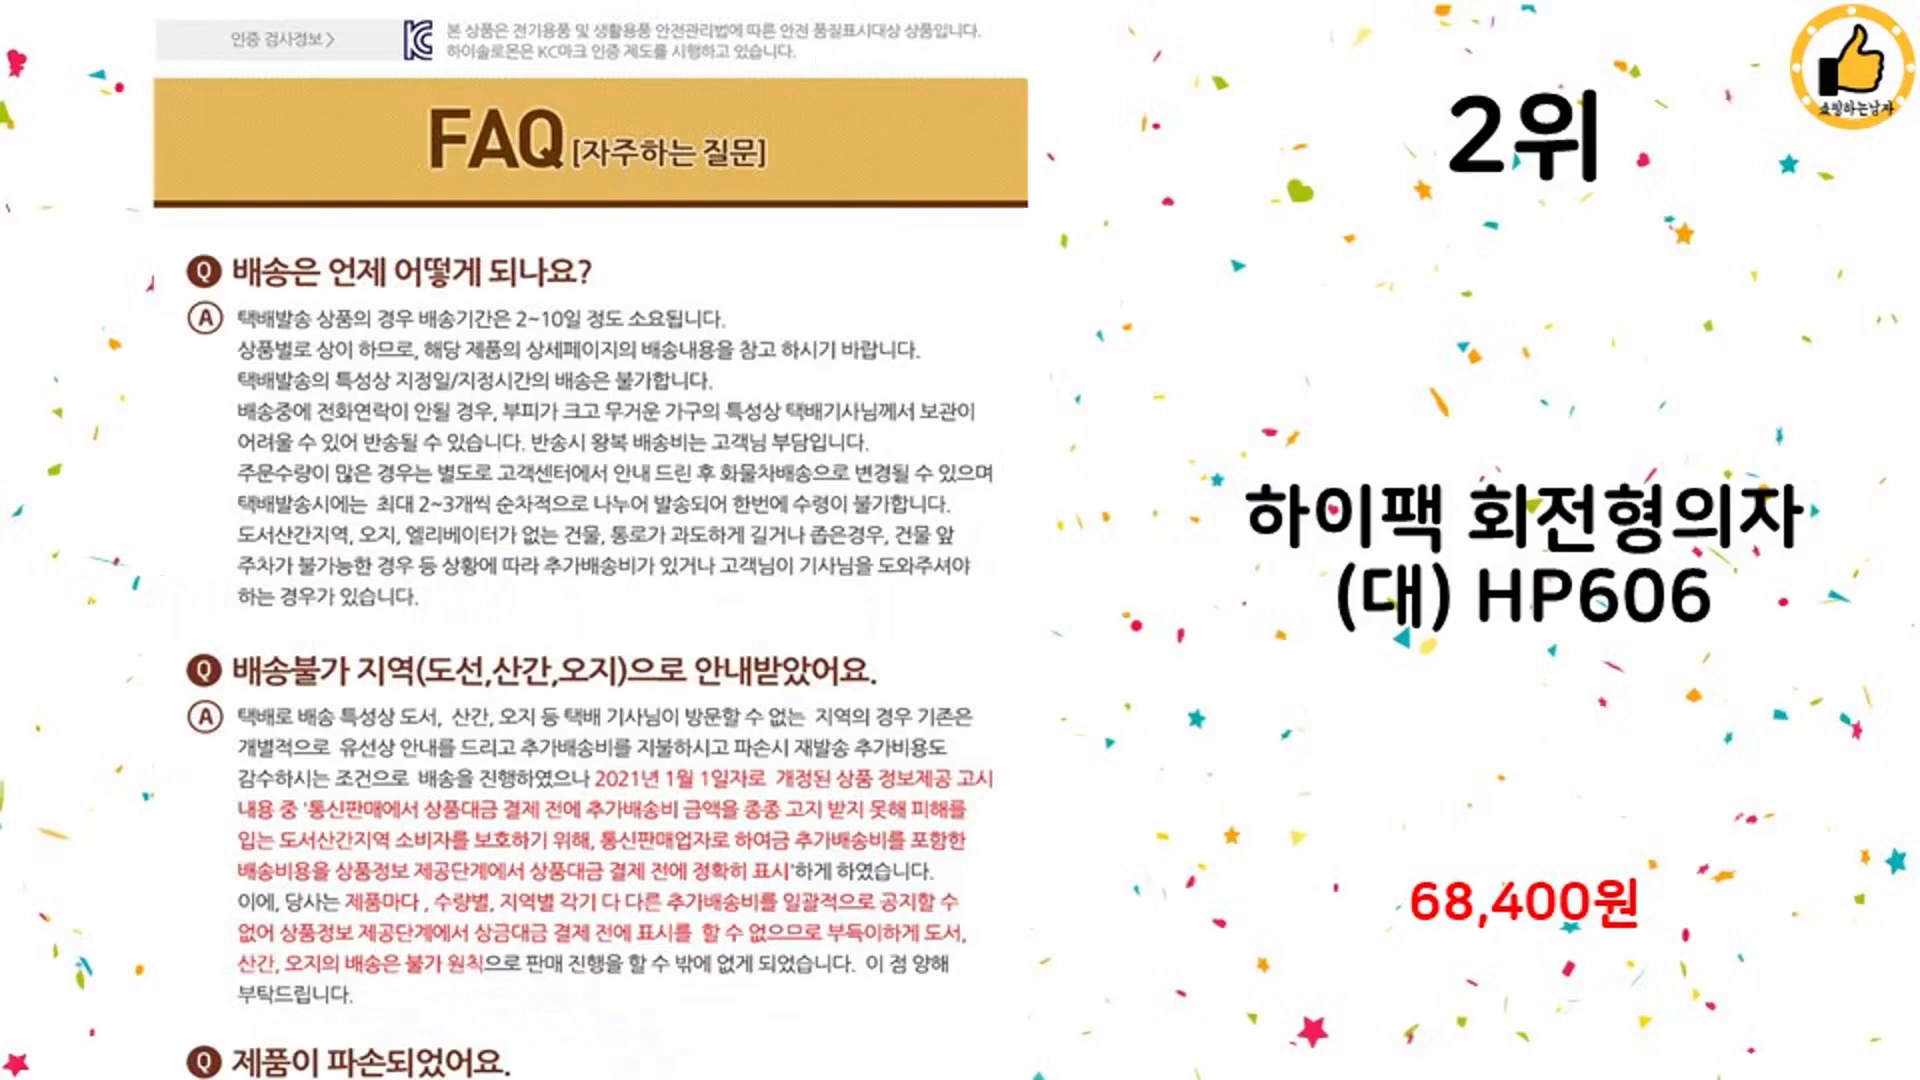 인증 검사정보 >
본 상품은 전기용품 및 생활용품 안전관리법에 따른 안전 품질표시대상 상품입니다.
하이솔로몬은 KC마크 인증 제도를 시행하고 있습니다.
FAQ [자주하는 질문]
Q 배송은 언제 어떻게 되나요?
A 택배발송 상품의 경우 배송기간은 2~10일 정도 소요됩니다.
상품별로 상이 하므로, 해당 제품의 상세페이지의 배송내용을 참고 하시기 바랍니다.
택배발송의 특성상 지정일/지정시간의 배송은 불가합니다.
배송중에 전화연락이 안될 경우, 부피가 크고 무거운 가구의 특성상 택배기사님께서 보관이
어려울 수 있어 반송될 수 있습니다. 반송시 왕복 배송비는 고객님 부담입니다.
주문수량이 많은 경우는 별도로 고객센터에서 안내 드린 후 화물차배송으로 변경될 수 있으며
택배발송시에는 최대 2~3개씩 순차적으로 나누어 발송되어 한번에 수령이 불가합니다.
도서산간지역, 오지, 엘리베이터가 없는 건물, 통로가 과도하게 길거나 좁은경우, 건물 앞
주차가 불가능한 경우 등 상황에 따라 추가배송비가 있거나 고객님이 기사님을 도와주셔야
하는 경우가 있습니다.
Q 배송불가 지역(도선,산간,오지)으로 안내받았어요.
A 택배로 배송 특성상 도서, 산간, 오지 등 택배 기사님이 방문할 수 없는 지역의 경우 기존은
개별적으로 유선상 안내를 드리고 추가배송비를 지불하시고 파손시 재발송 추가비용도
감수하시는 조건으로 배송을 진행하였으나 2021년 1월 1일자로 개정된 상품 정보제공 고시
내용 중 '통신판매에서 상품대금 결제 전에 추가배송비 금액을 종종 고지 받지 못해 피해를
입는 도서산간지역 소비자를 보호하기 위해, 통신판매업자로 하여금 추가배송비를 포함한
배송비용을 상품정보 제공단계에서 상품대금 결제 전에 정확히 표시'하게 하였습니다.
이에, 당사는 제품마다 , 수량별, 지역별 각기 다 다른 추가배송비를 일괄적으로 공지할 수
없어 상품정보 제공단계에서 상금대금 결제 전에 표시를 할 수 없으므로 부득이하게 도서,
산간, 오지의 배송은 불가 원칙으로 판매 진행을 할 수 밖에 없게 되었습니다. 이 점 양해
부탁드립니다.
Q 제품이 파손되었어요.
2위
하이팩 회전형의자
(대) HP606
68,400원
쇼핑하는남자